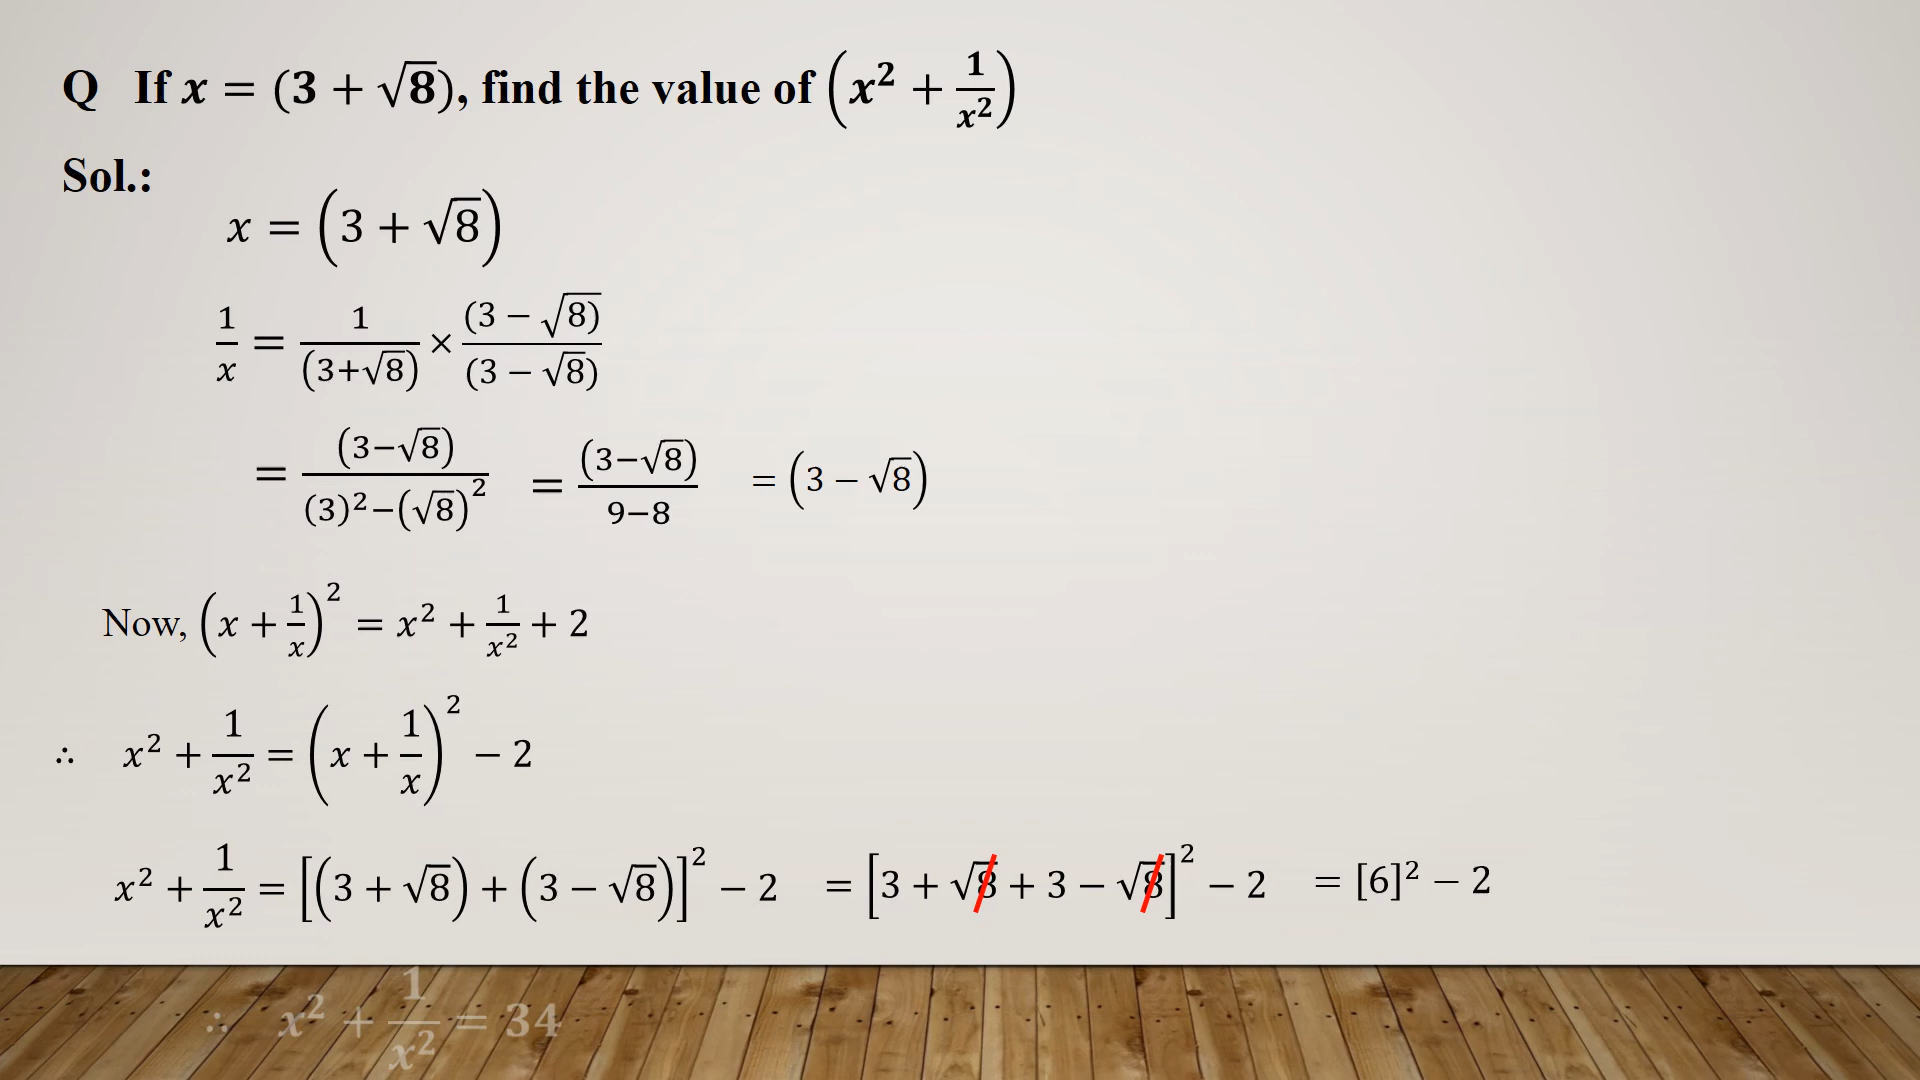 Q If x = (3 + √8), find the value of (x² + 1/x²)
Sol.:
x = (3 + √8)
1/x = 1/(3+√8) × (3 − √8)/(3 − √8)
= (3−√8)/((3)²−(√8)²) = (3−√8)/(9−8) = (3 − √8)
Now, (x + 1/x)² = x² + 1/x² + 2
∴ x² + 1/x² = (x + 1/x)² − 2
x² + 1/x² = [(3 + √8) + (3 − √8)]² − 2 = [3 + √8 + 3 − √8]² − 2 = [6]² − 2
∴ x² + 1/x² = 34